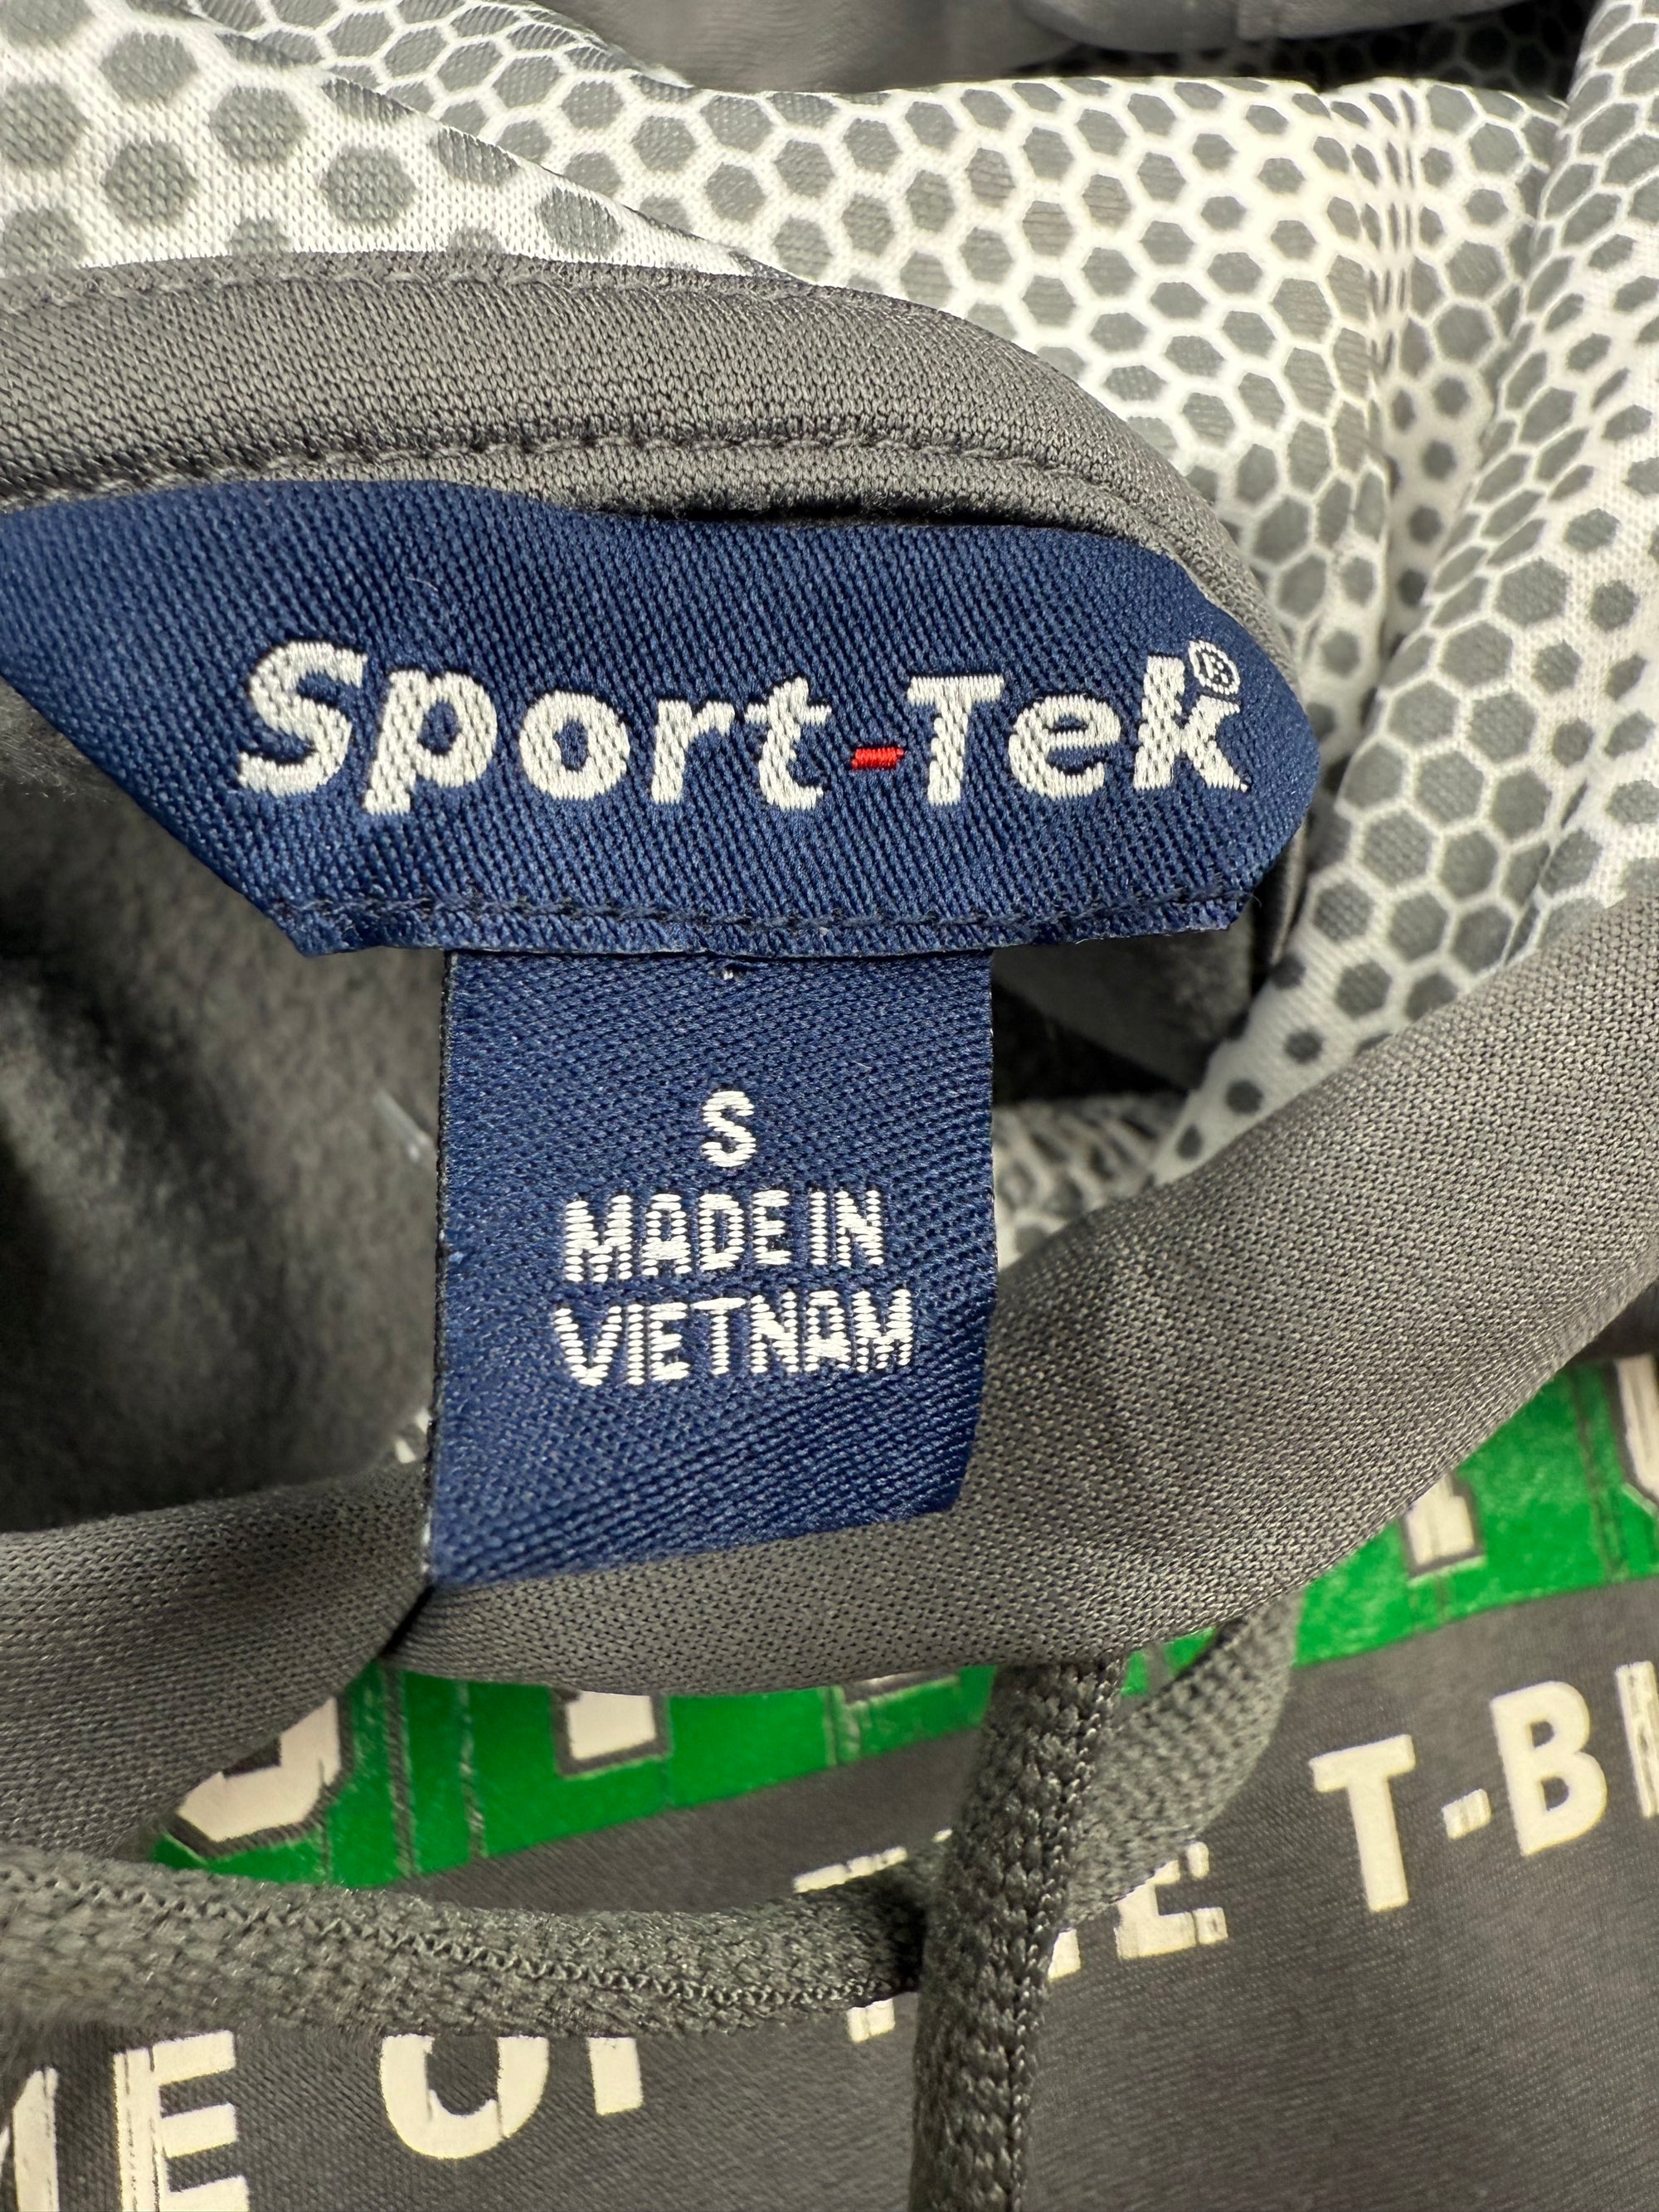 Sport-Tek®
S
MADE IN
VIETNAM
T-BI